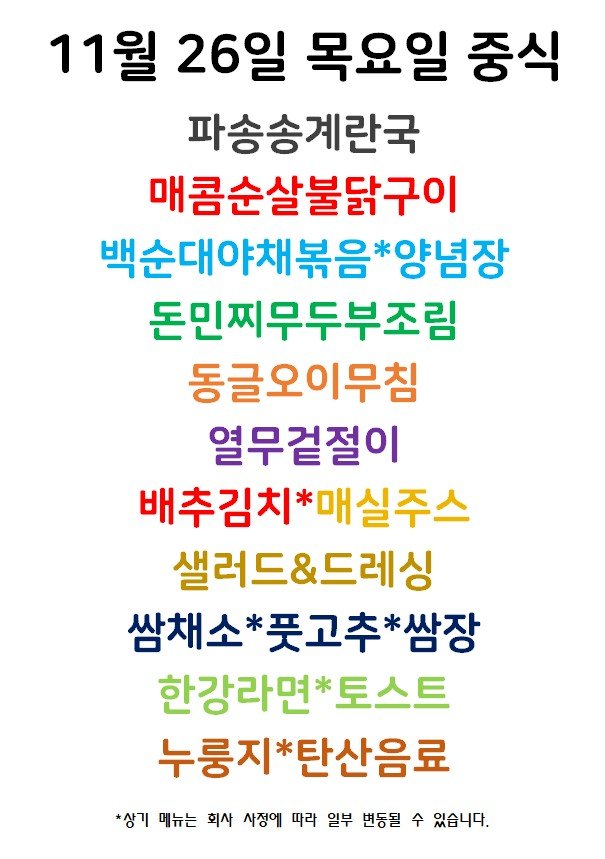 11월 26일 목요일 중식
파송송계란국
매콤순살불닭구이
백순대야채볶음*양념장
돈민찌무두부조림
동글오이무침
열무겉절이
배추김치*매실주스
샐러드&드레싱
쌈채소*풋고추*쌈장
한강라면*토스트
누룽지*탄산음료
*상기 메뉴는 회사 사정에 따라 일부 변동될 수 있습니다.